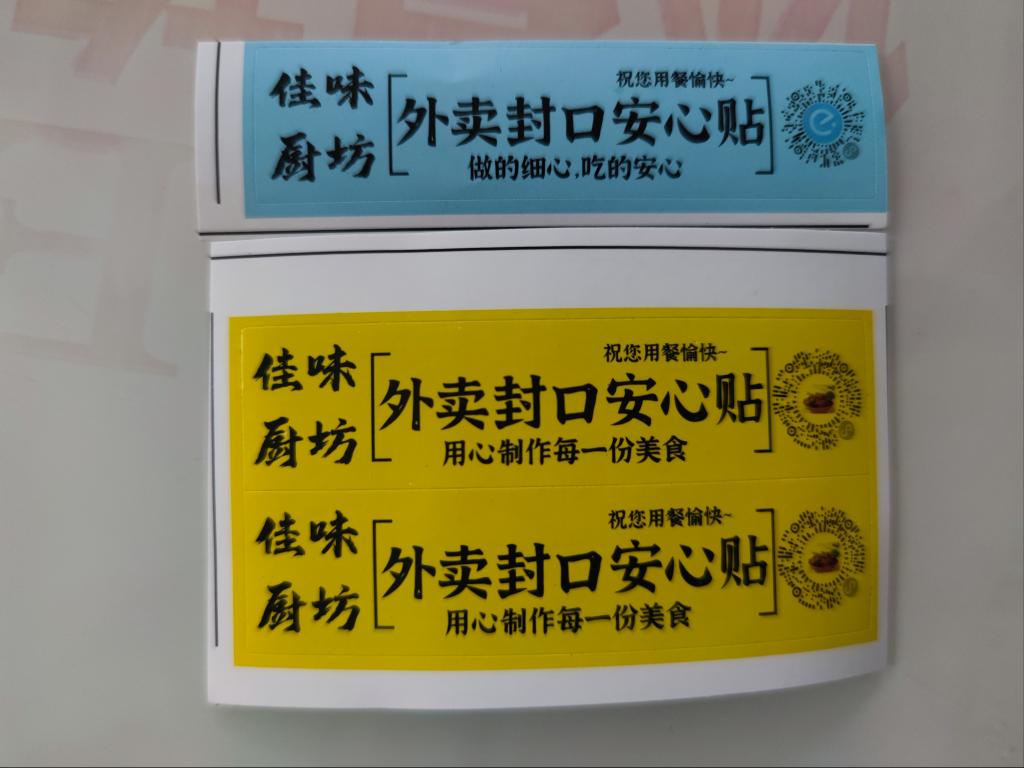 佳味
厨坊
祝您用餐愉快~
外卖封口安心贴
做的细心,吃的安心
佳味
厨坊
祝您用餐愉快~
外卖封口安心贴
用心制作每一份美食
佳味
厨坊
祝您用餐愉快~
外卖封口安心贴
用心制作每一份美食